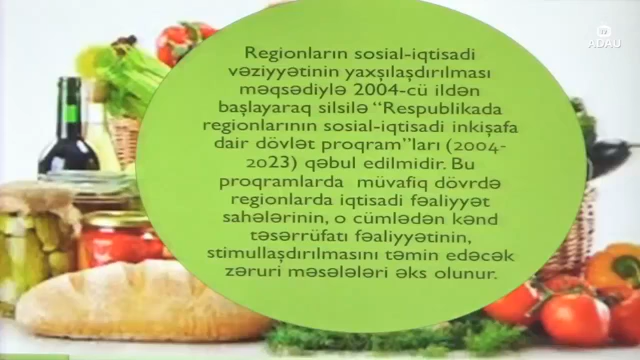 Regionların sosial-iqtisadi
vəziyyətinin yaxşılaşdırılması
məqsədiylə 2004-cü ildən
başlayaraq silsilə “Respublikada
regionlarının sosial-iqtisadi inkişafa
dair dövlət proqram”ları (2004-
2023) qəbul edilmidir. Bu
proqramlarda müvafiq dövrdə
regionlarda iqtisadi fəaliyyət
sahələrinin, o cümlədən kənd
təsərrüfatı fəaliyyətinin,
stimullaşdırılmasını təmin edəcək
zəruri məsələləri əks olunur.
ADAU